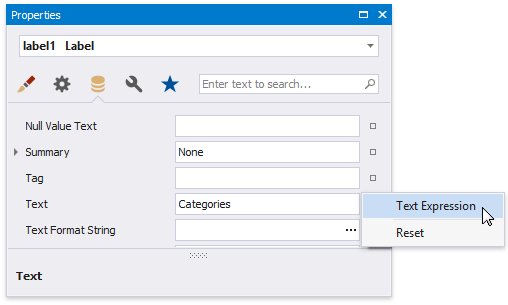 Properties
label1 Label
Enter text to search...
Null Value Text
Summary None
Tag
Text Categories
Text Expression
Text Format String
Reset
Text